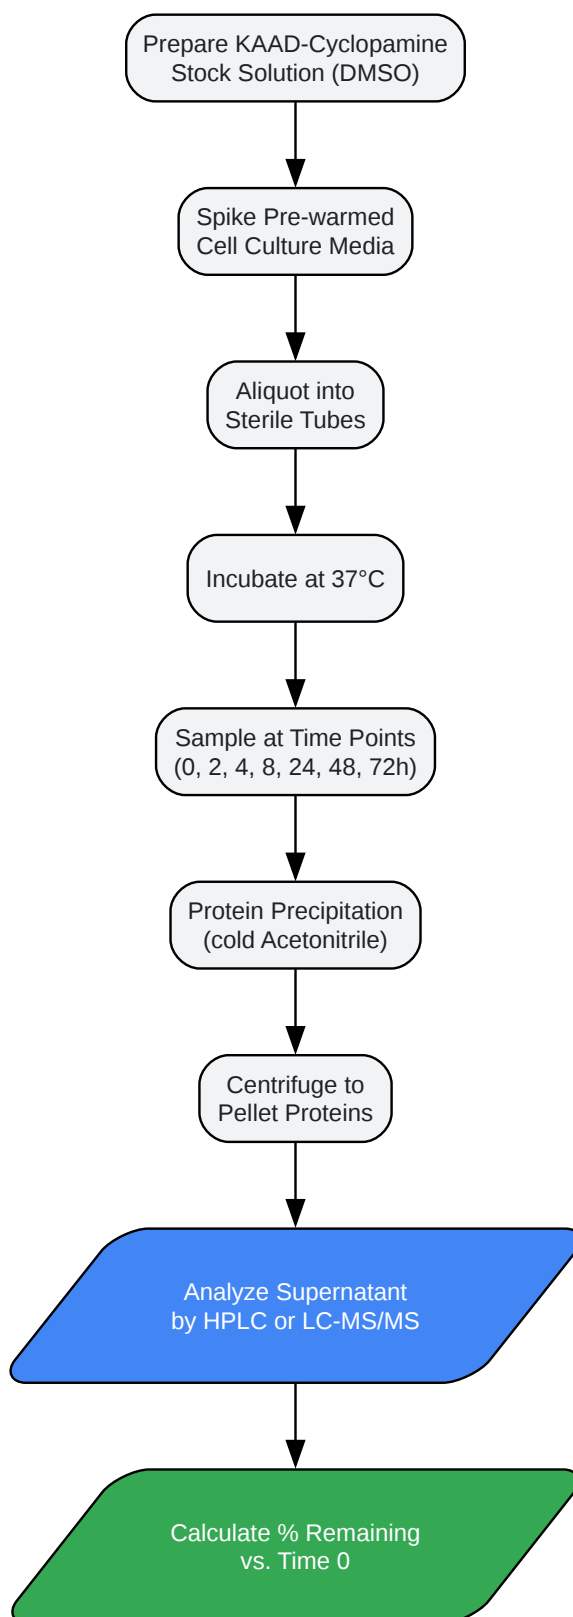 Prepare KAAD-Cyclopamine
Stock Solution (DMSO)
Spike Pre-warmed
Cell Culture Media
Aliquot into
Sterile Tubes
Incubate at 37°C
Sample at Time Points
(0, 2, 4, 8, 24, 48, 72h)
Protein Precipitation
(cold Acetonitrile)
Centrifuge to
Pellet Proteins
Analyze Supernatant
by HPLC or LC-MS/MS
Calculate % Remaining
vs. Time 0